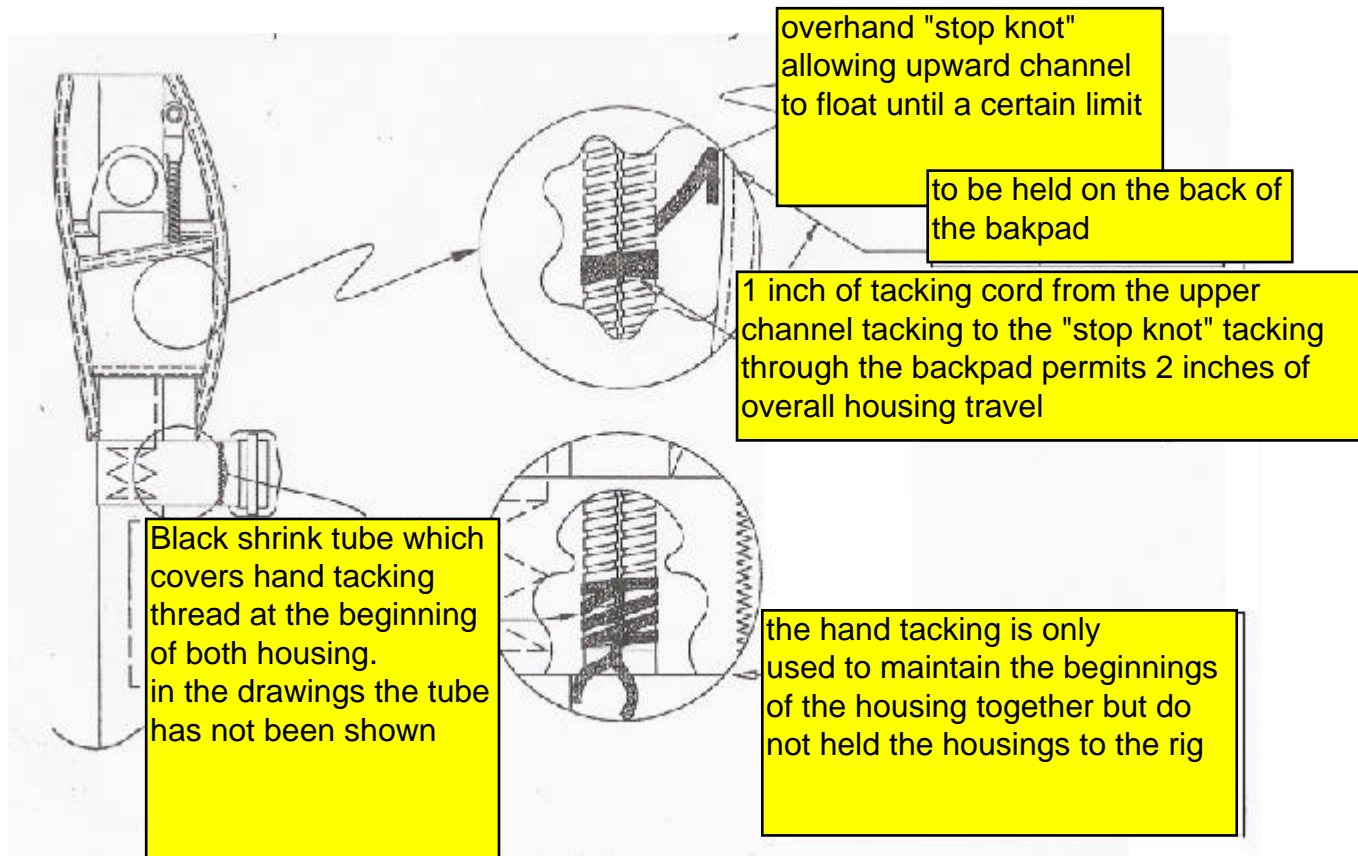 overhand "stop knot"
allowing upward channel
to float until a certain limit
to be held on the back of
the bakpad
1 inch of tacking cord from the upper
channel tacking to the "stop knot" tacking
through the backpad permits 2 inches of
overall housing travel
Black shrink tube which
covers hand tacking
thread at the beginning
of both housing.
in the drawings the tube
has not been shown
the hand tacking is only
used to maintain the beginnings
of the housing together but do
not held the housings to the rig